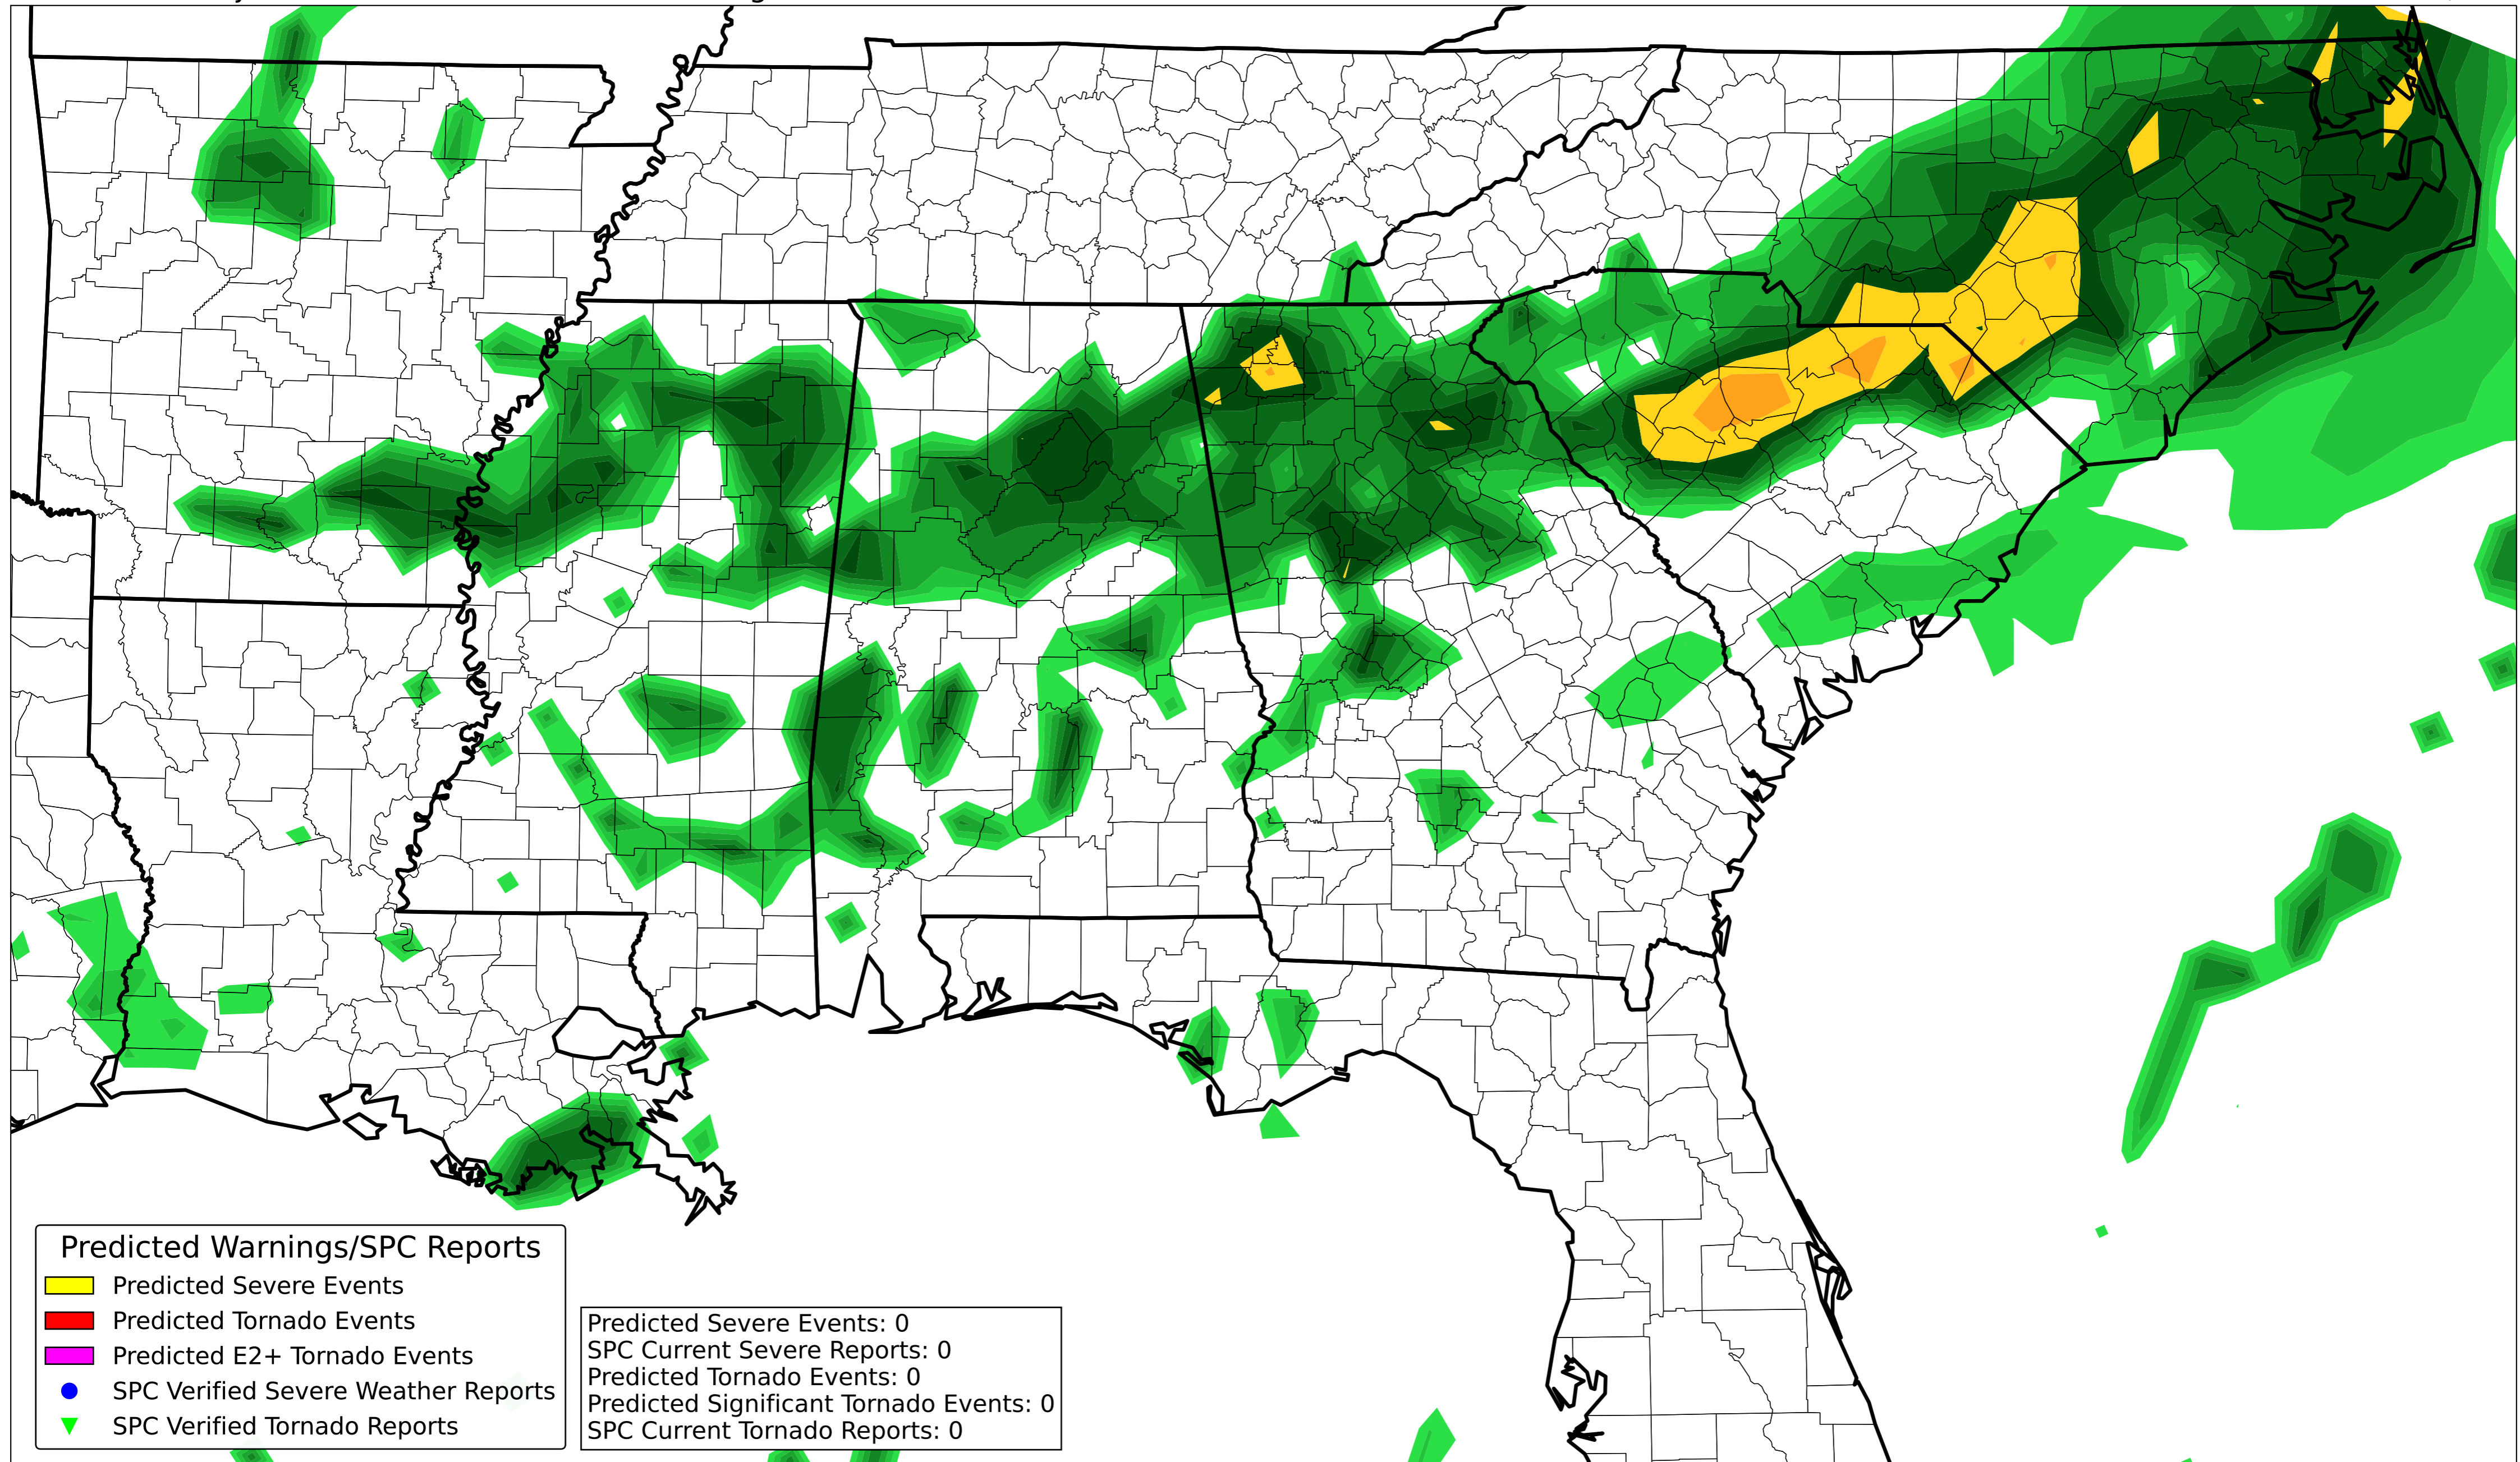 Predicted Warnings/SPC Reports
Predicted Severe Events
Predicted Tornado Events
Predicted E2+ Tornado Events
SPC Verified Severe Weather Reports
SPC Verified Tornado Reports
Predicted Severe Events: 0
SPC Current Severe Reports: 0
Predicted Tornado Events: 0
Predicted Significant Tornado Events: 0
SPC Current Tornado Reports: 0